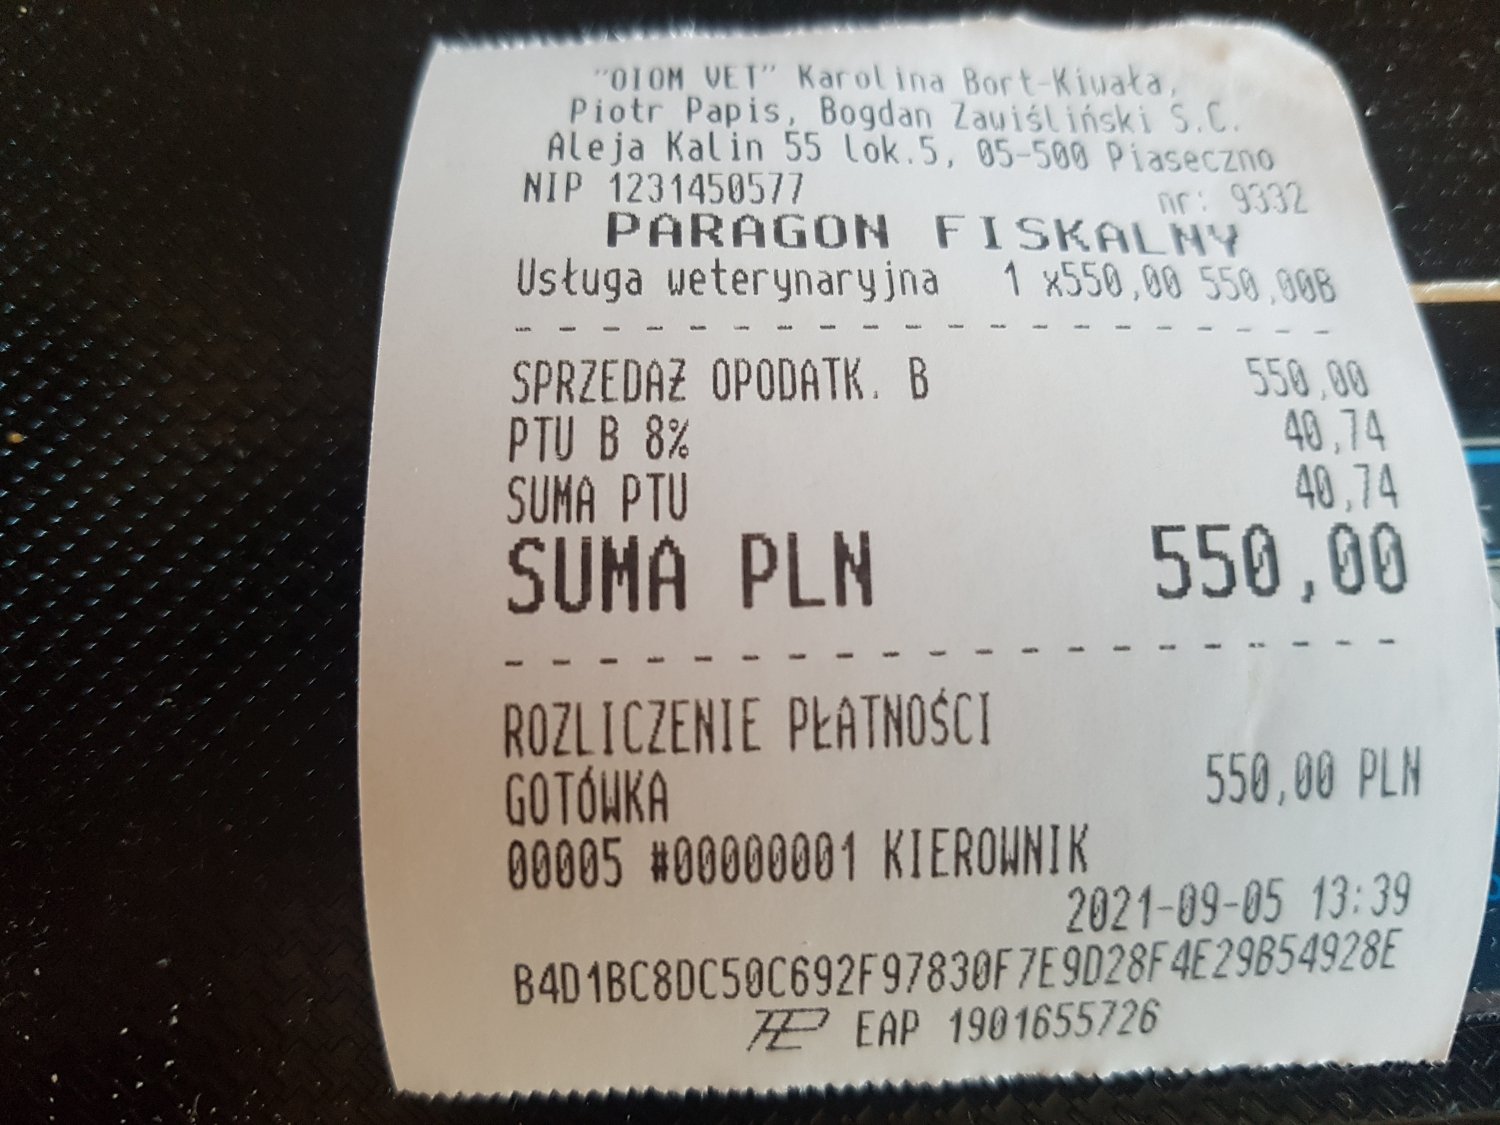 "OIOM VET" Karolina Bort-Kiwała,
Piotr Papis, Bogdan Zawiśliński S.C.
Aleja Kalin 55 lok.5, 05-500 Piaseczno
NIP 1231450577 nr: 9332
PARAGON FISKALNY
Usługa weterynaryjna 1 x550,00 550,00B
SPRZEDAŻ OPODATK. B 550,00
PTU B 8% 40,74
SUMA PTU 40,74
SUMA PLN 550,00
ROZLICZENIE PŁATNOŚCI
GOTÓWKA 550,00 PLN
00005 #00000001 KIEROWNIK
2021-09-05 13:39
B4D1BC8DC50C692F97830F7E9D28F4E29B54928E
EAP 1901655726